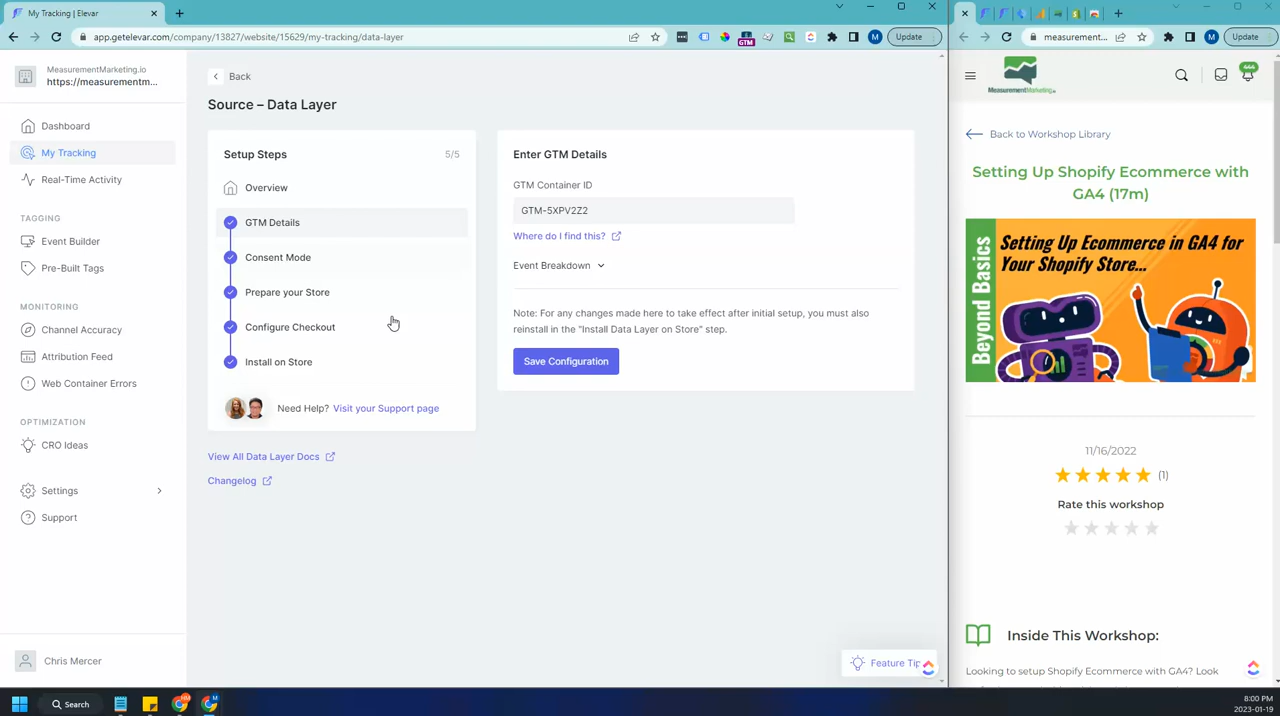 My Tracking | Elevar
app.getelevar.com/company/13827/website/15629/my-tracking/data-layer
GTM
M
Update
MeasurementMarketing.io
https://measurementm...
Dashboard
My Tracking
Real-Time Activity
TAGGING
Event Builder
Pre-Built Tags
MONITORING
Channel Accuracy
Attribution Feed
Web Container Errors
OPTIMIZATION
CRO Ideas
Settings
Support
Chris Mercer
Back
Source – Data Layer
Setup Steps
5/5
Overview
GTM Details
Consent Mode
Prepare your Store
Configure Checkout
Install on Store
Need Help? Visit your Support page
View All Data Layer Docs
Changelog
Enter GTM Details
GTM Container ID
GTM-5XPV2Z2
Where do I find this?
Event Breakdown
Note: For any changes made here to take effect after initial setup, you must also
reinstall in the "Install Data Layer on Store" step.
Save Configuration
Feature Tip
measurement...
M
Update
MeasurementMarketing.io
444
Back to Workshop Library
Setting Up Shopify Ecommerce with
GA4 (17m)
Beyond Basics
Setting Up Ecommerce in GA4 for
Your Shopify Store...
11/16/2022
(1)
Rate this workshop
Inside This Workshop:
Looking to setup Shopify Ecommerce with GA4? Look
Search
8:00 PM
2023-01-19